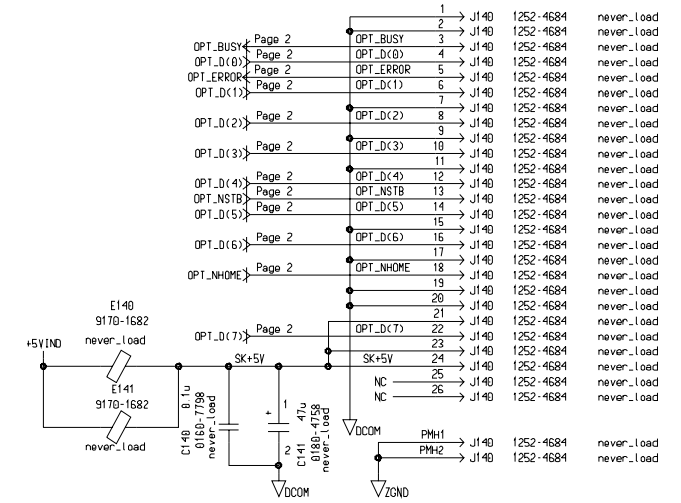 1 J140 1252-4684 never_load
2 J140 1252-4684 never_load
OPT_BUSY Page 2 OPT_BUSY 3 J140 1252-4684 never_load
OPT_D(0) Page 2 OPT_D(0) 4 J140 1252-4684 never_load
OPT_ERROR Page 2 OPT_ERROR 5 J140 1252-4684 never_load
OPT_D(1) Page 2 OPT_D(1) 6 J140 1252-4684 never_load
7 J140 1252-4684 never_load
OPT_D(2) Page 2 OPT_D(2) 8 J140 1252-4684 never_load
9 J140 1252-4684 never_load
OPT_D(3) Page 2 OPT_D(3) 10 J140 1252-4684 never_load
11 J140 1252-4684 never_load
OPT_D(4) Page 2 OPT_D(4) 12 J140 1252-4684 never_load
OPT_NSTB Page 2 OPT_NSTB 13 J140 1252-4684 never_load
OPT_D(5) Page 2 OPT_D(5) 14 J140 1252-4684 never_load
15 J140 1252-4684 never_load
OPT_D(6) Page 2 OPT_D(6) 16 J140 1252-4684 never_load
17 J140 1252-4684 never_load
OPT_NHOME Page 2 OPT_NHOME 18 J140 1252-4684 never_load
19 J140 1252-4684 never_load
20 J140 1252-4684 never_load
21 J140 1252-4684 never_load
OPT_D(7) Page 2 OPT_D(7) 22 J140 1252-4684 never_load
23 J140 1252-4684 never_load
SK+5V SK+5V 24 J140 1252-4684 never_load
NC 25 J140 1252-4684 never_load
NC 26 J140 1252-4684 never_load
PMH1 J140 1252-4684 never_load
PMH2 J140 1252-4684 never_load
E140
9170-1682
never_load
+5VIND
E141
9170-1682
never_load
C140 0.1u
0160-7798
never_load
+ 1
2
C141 47u
0180-4758
never_load
DCOM
DCOM
ZGND